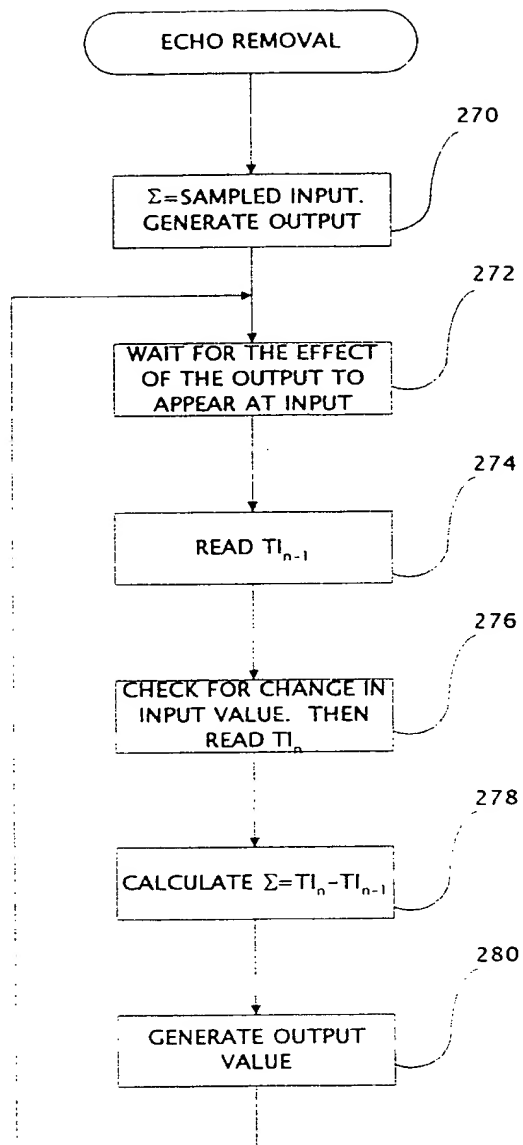 ECHO REMOVAL
270
Σ=SAMPLED INPUT.
GENERATE OUTPUT
272
WAIT FOR THE EFFECT
OF THE OUTPUT TO
APPEAR AT INPUT
274
READ TIₙ₋₁
276
CHECK FOR CHANGE IN
INPUT VALUE. THEN
READ TIₙ
278
CALCULATE Σ=TIₙ-TIₙ₋₁
280
GENERATE OUTPUT
VALUE